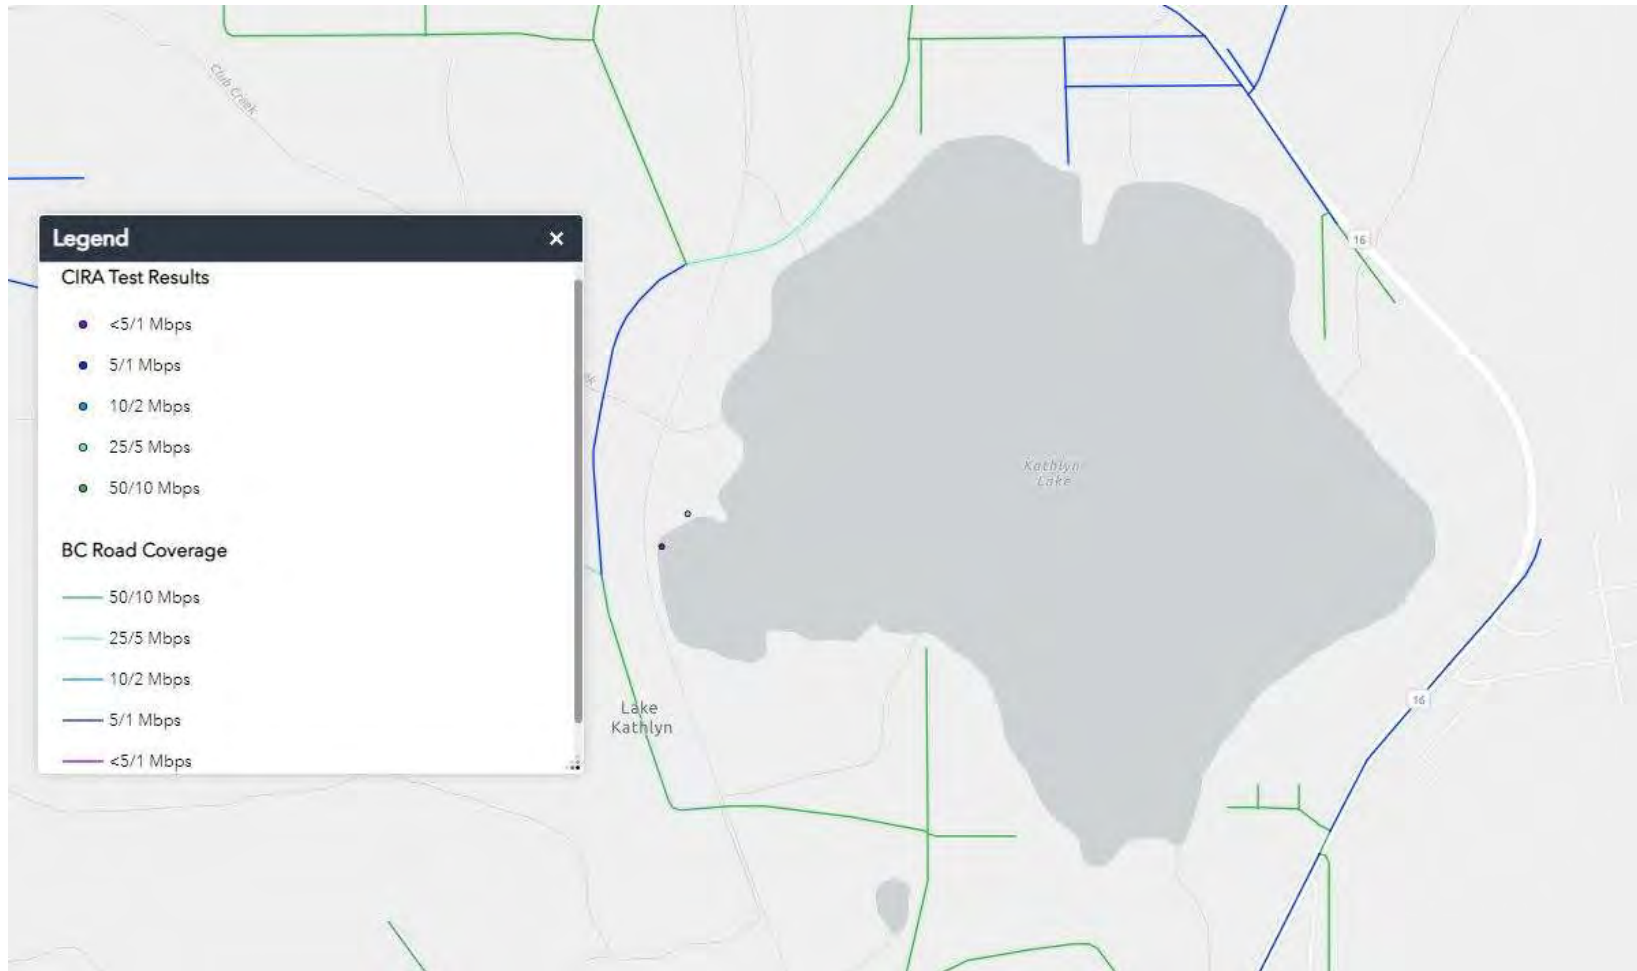 Club Creek
Legend
×
CIRA Test Results
<5/1 Mbps
5/1 Mbps
10/2 Mbps
25/5 Mbps
50/10 Mbps
BC Road Coverage
50/10 Mbps
25/5 Mbps
10/2 Mbps
5/1 Mbps
<5/1 Mbps
16
Kathlyn
Lake
16
Lake
Kathlyn